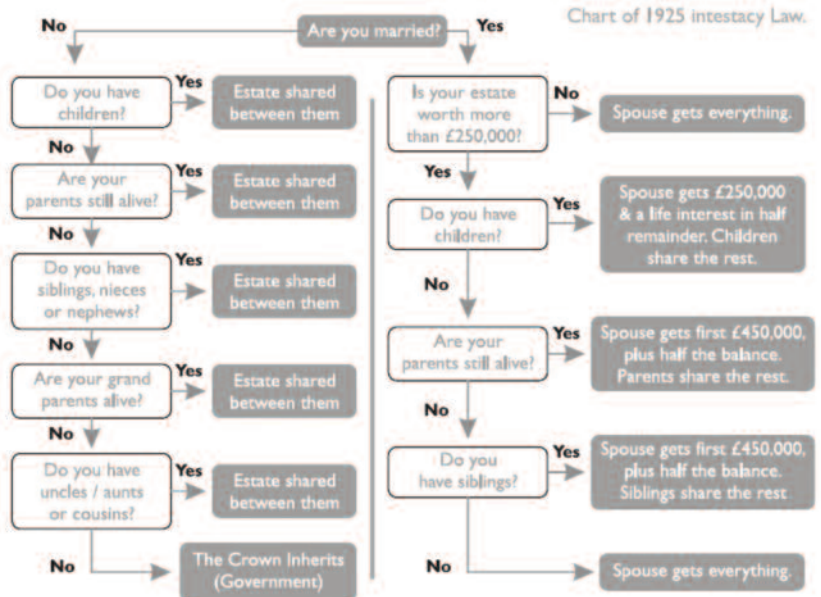 Chart of 1925 intestacy Law.
Are you married?
No
Yes
Do you have
children?
Yes
Estate shared
between them
No
Are your
parents still alive?
Yes
Estate shared
between them
No
Do you have
siblings, nieces
or nephews?
Yes
Estate shared
between them
No
Are your grand
parents alive?
Yes
Estate shared
between them
No
Do you have
uncles / aunts
or cousins?
Yes
Estate shared
between them
No
The Crown Inherits
(Government)
Is your estate
worth more
than £250,000?
No
Spouse gets everything.
Yes
Do you have
children?
Yes
Spouse gets £250,000
& a life interest in half
remainder. Children
share the rest.
No
Are your
parents still alive?
Yes
Spouse gets first £450,000,
plus half the balance.
Parents share the rest.
No
Do you
have siblings?
Yes
Spouse gets first £450,000,
plus half the balance.
Siblings share the rest
No
Spouse gets everything.